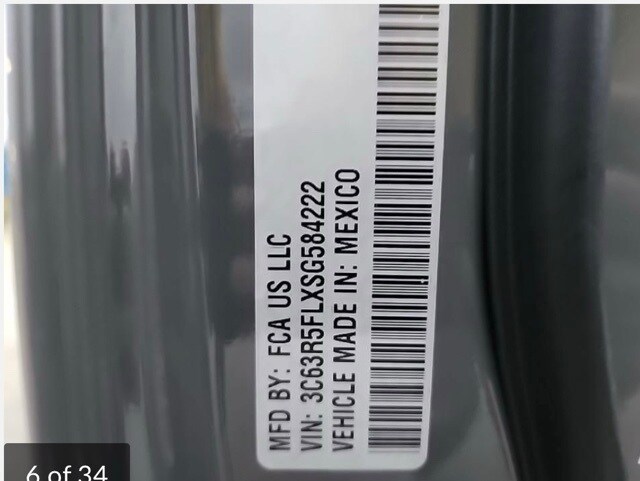 MFD BY: FCA US LLC
VIN: 3C63R5FLXSG584222
VEHICLE MADE IN: MEXICO
6 of 34